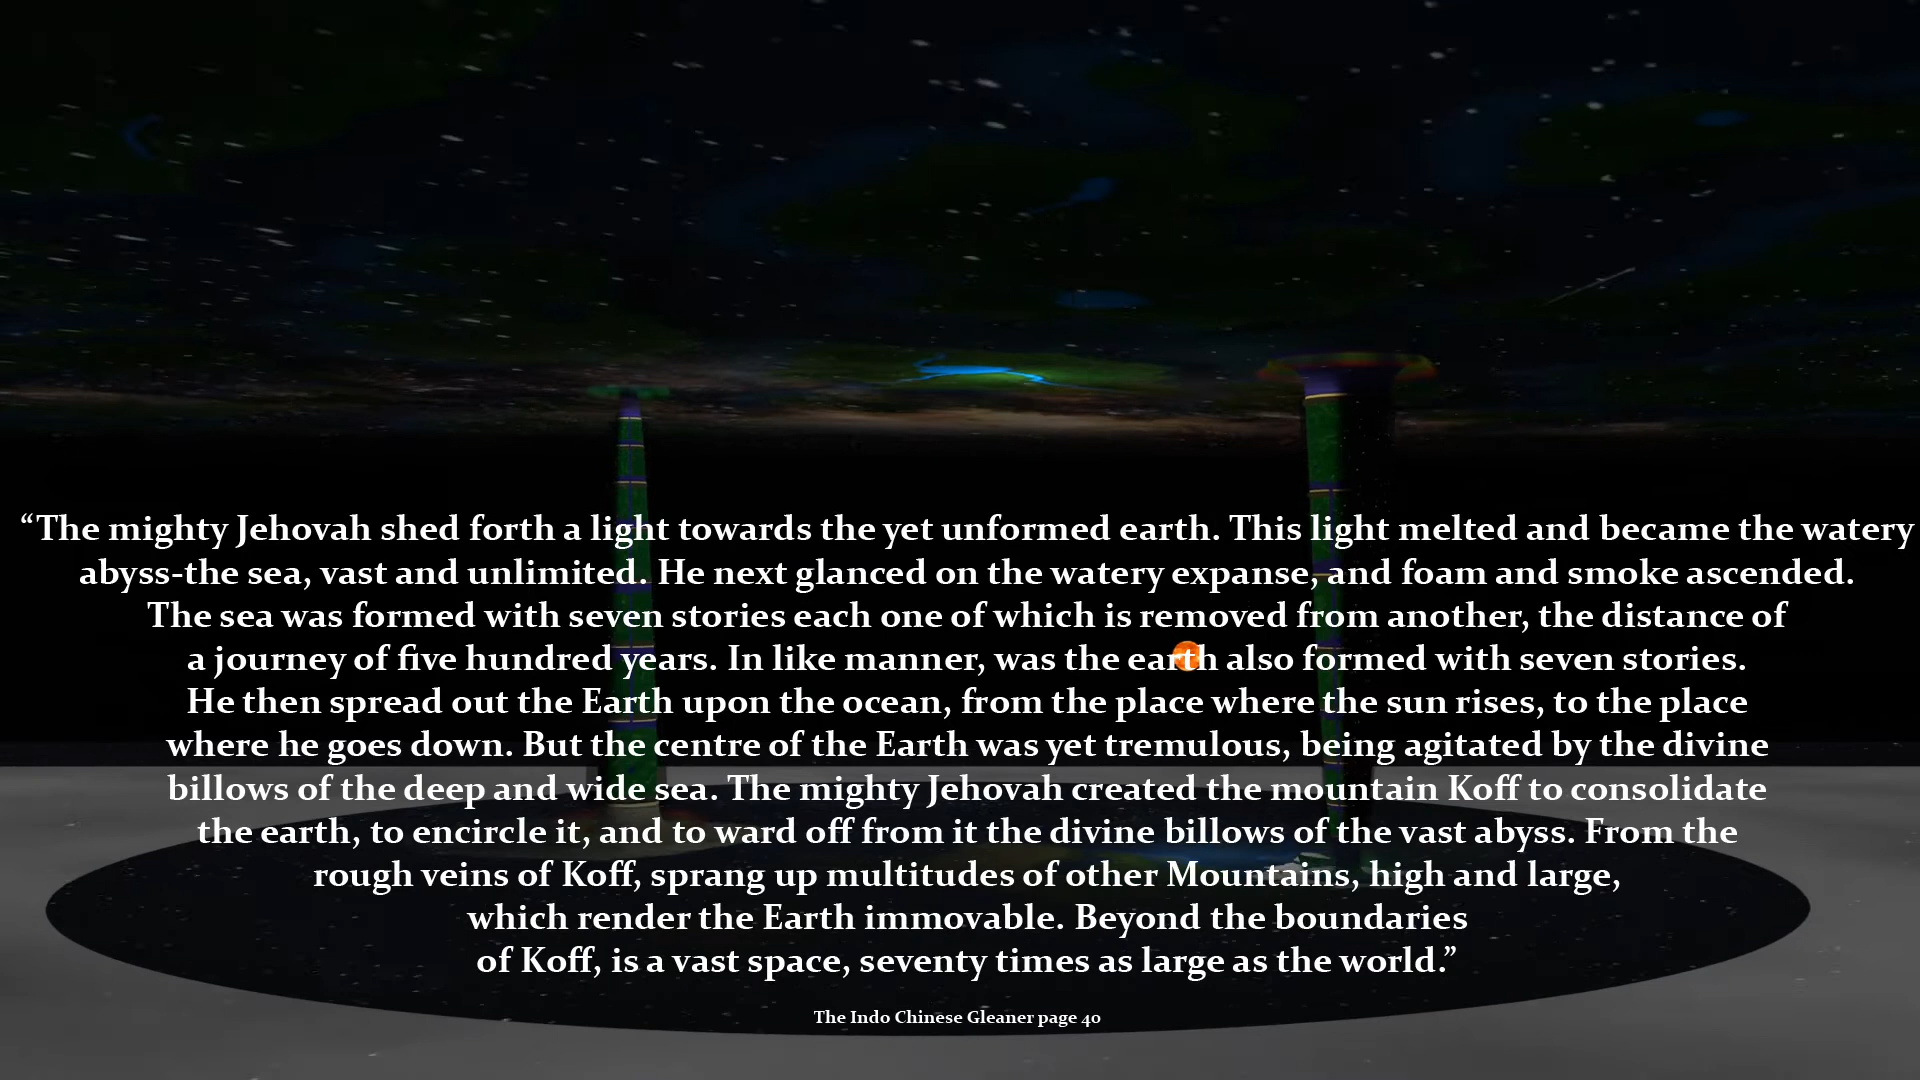 “The mighty Jehovah shed forth a light towards the yet unformed earth. This light melted and became the watery
abyss-the sea, vast and unlimited. He next glanced on the watery expanse, and foam and smoke ascended.
The sea was formed with seven stories each one of which is removed from another, the distance of
a journey of five hundred years. In like manner, was the earth also formed with seven stories.
He then spread out the Earth upon the ocean, from the place where the sun rises, to the place
where he goes down. But the centre of the Earth was yet tremulous, being agitated by the divine
billows of the deep and wide sea. The mighty Jehovah created the mountain Koff to consolidate
the earth, to encircle it, and to ward off from it the divine billows of the vast abyss. From the
rough veins of Koff, sprang up multitudes of other Mountains, high and large,
which render the Earth immovable. Beyond the boundaries
of Koff, is a vast space, seventy times as large as the world.”
The Indo Chinese Gleaner page 40